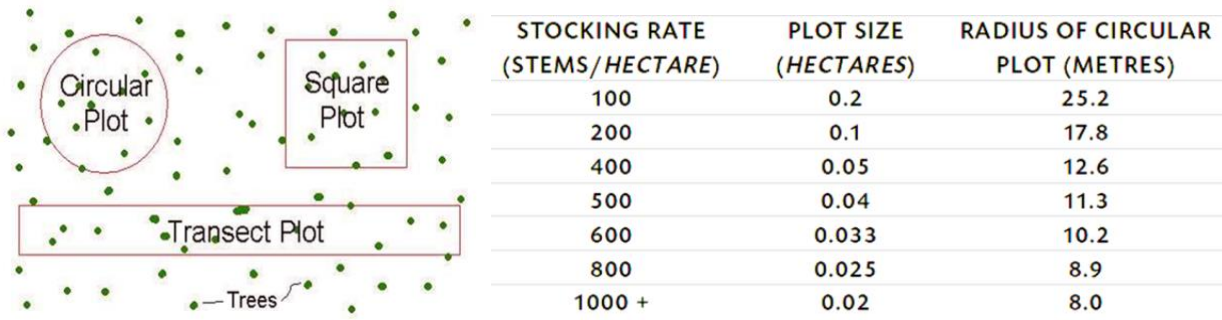 Circular
Plot
Square
Plot
Transect Plot
Trees
STOCKING RATE PLOT SIZE RADIUS OF CIRCULAR
(STEMS/HECTARE) (HECTARES) PLOT (METRES)
100 0.2 25.2
200 0.1 17.8
400 0.05 12.6
500 0.04 11.3
600 0.033 10.2
800 0.025 8.9
1000 + 0.02 8.0